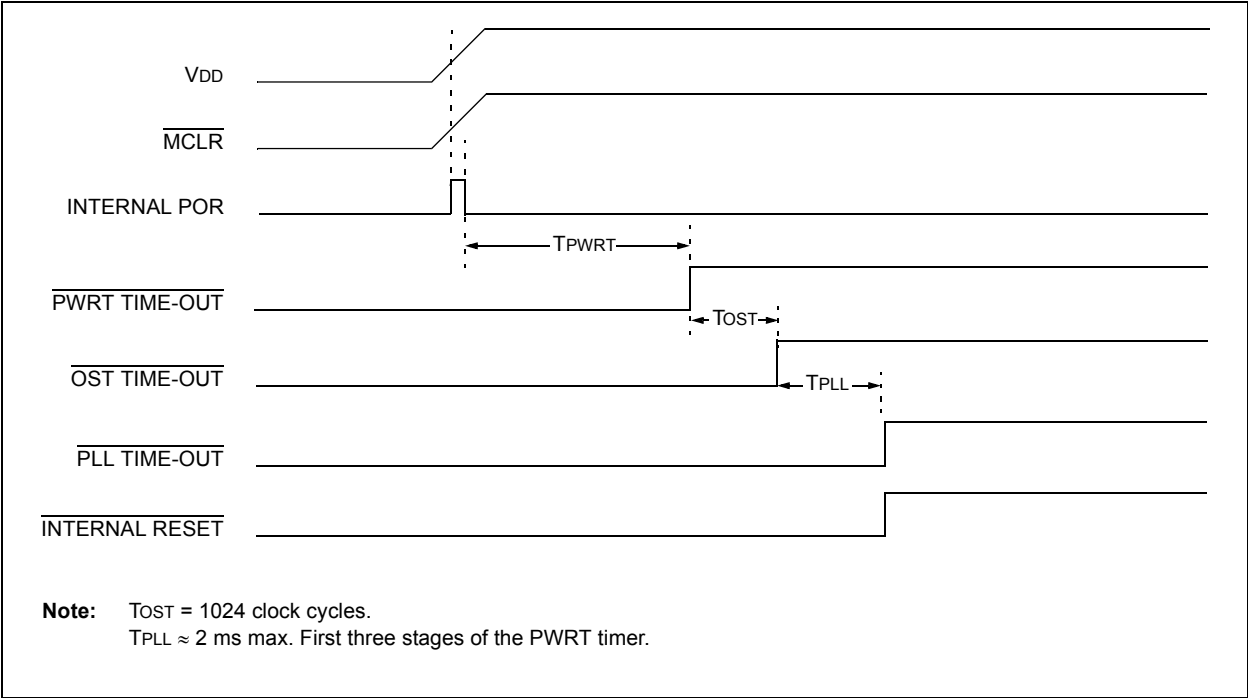 VDD
MCLR
INTERNAL POR
TPWRT
PWRT TIME-OUT
TOST
OST TIME-OUT
TPLL
PLL TIME-OUT
INTERNAL RESET
Note: TOST = 1024 clock cycles.
TPLL ≈ 2 ms max. First three stages of the PWRT timer.